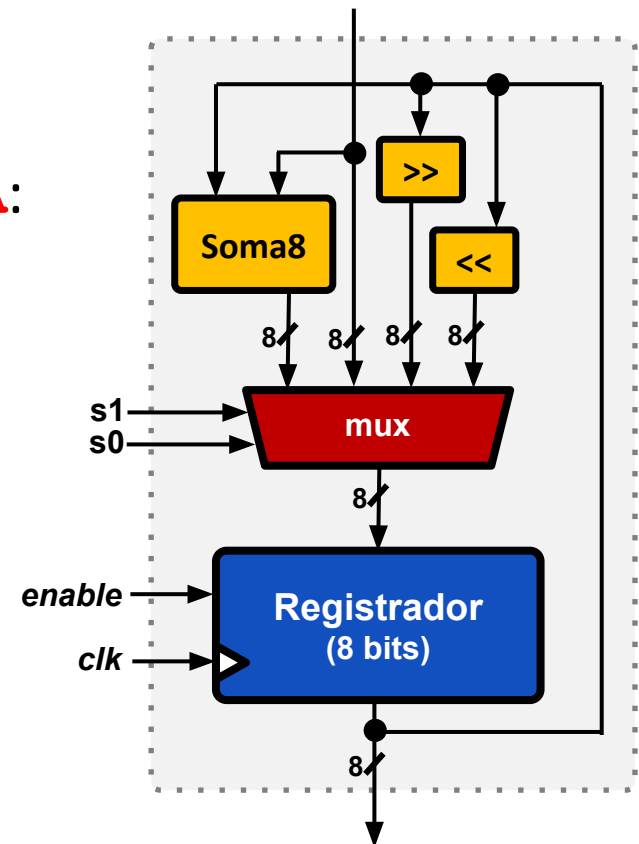 A:
>>
Soma8
<<
8 8 8 8
s1
s0
mux
8
enable
clk
Registrador
(8 bits)
8